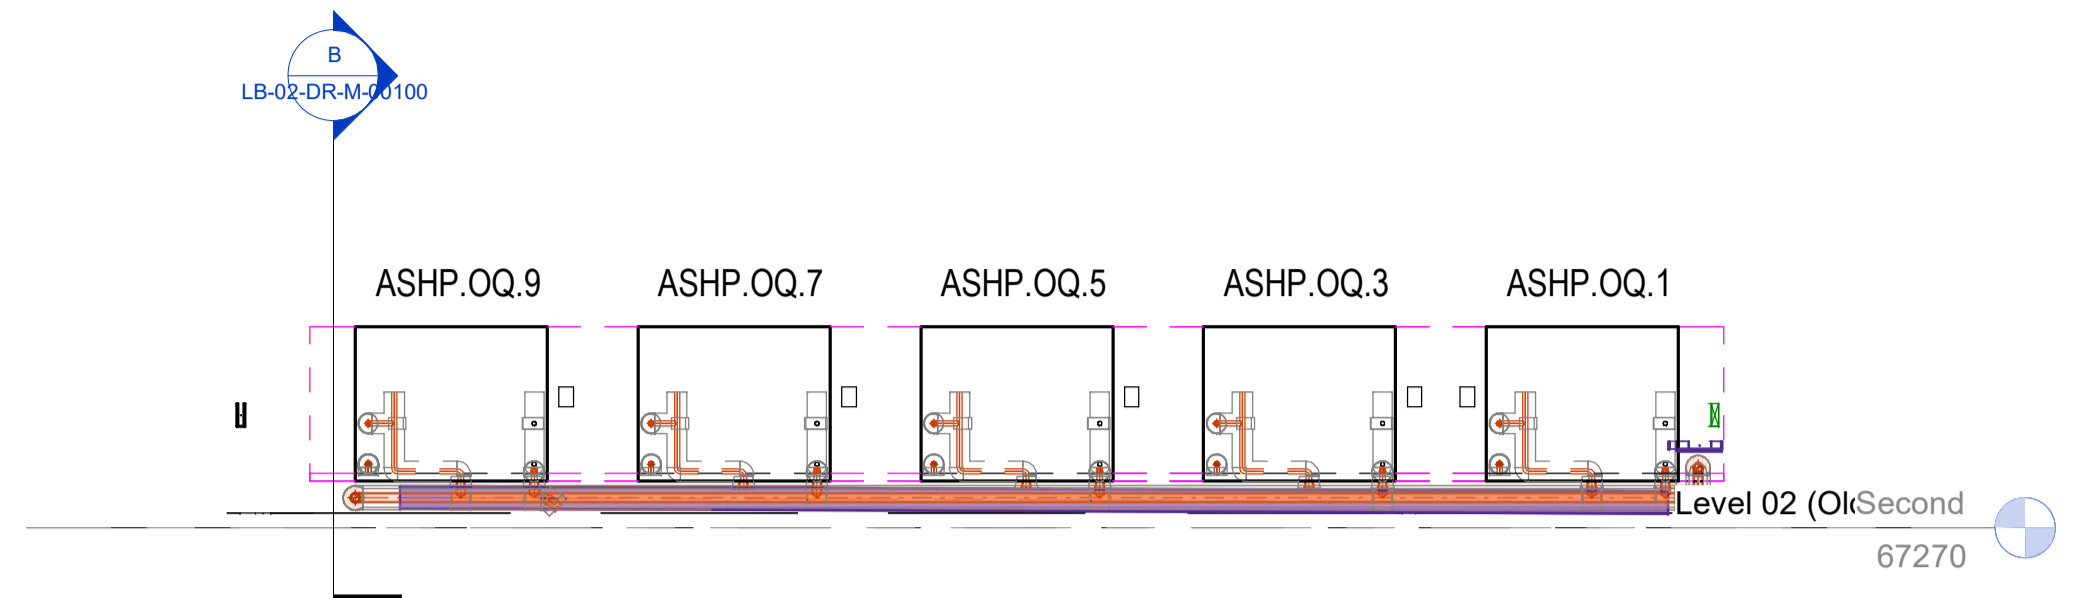 B
LB-02-DR-M-00100
ASHP.OQ.9
ASHP.OQ.7
ASHP.OQ.5
ASHP.OQ.3
ASHP.OQ.1
Level 02 (Old
Second
67270